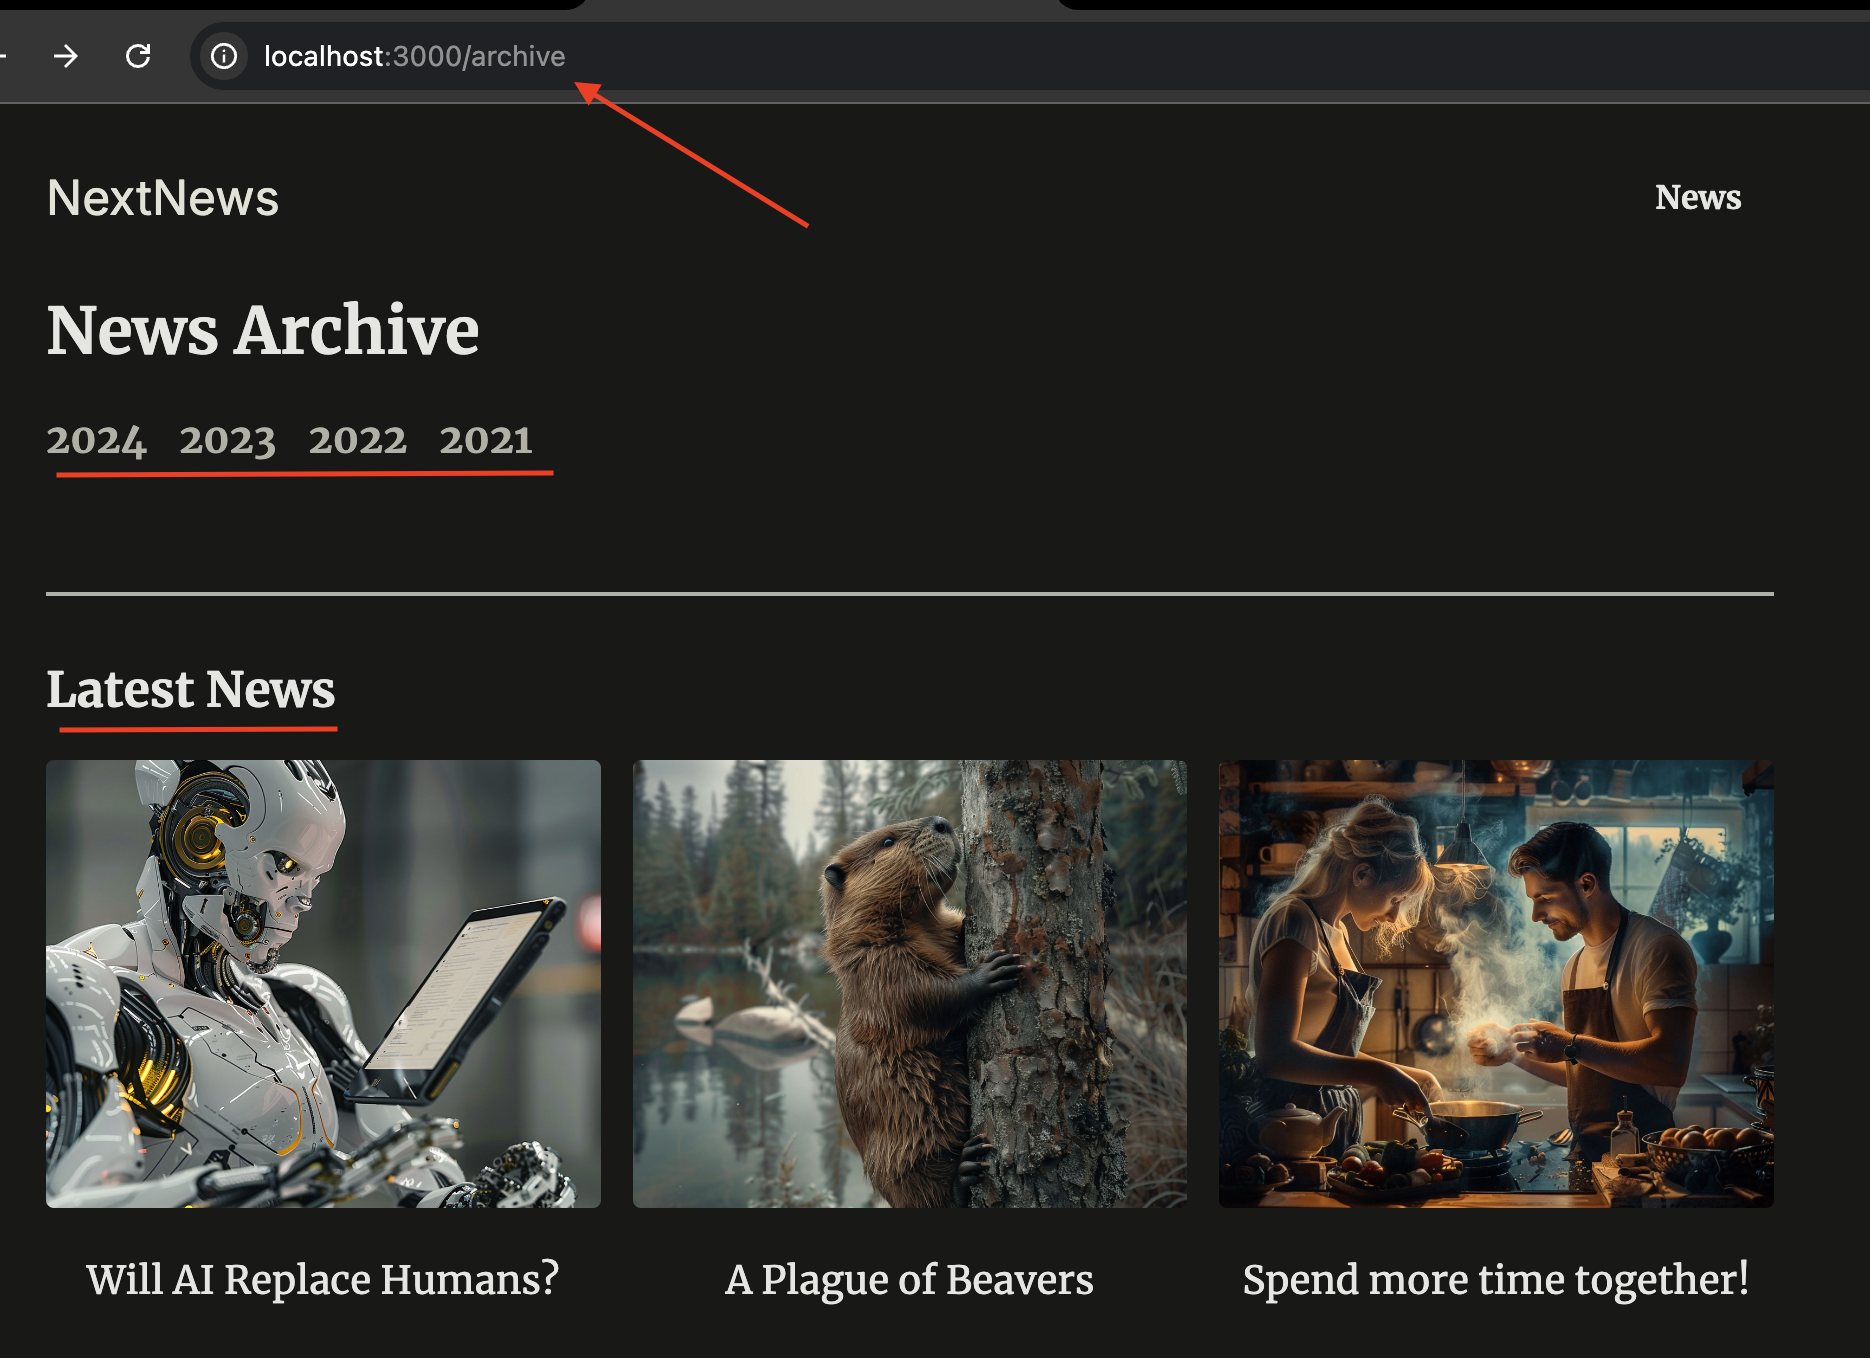 localhost:3000/archive
NextNews
News
News Archive
2024 2023 2022 2021
Latest News
Will AI Replace Humans?
A Plague of Beavers
Spend more time together!